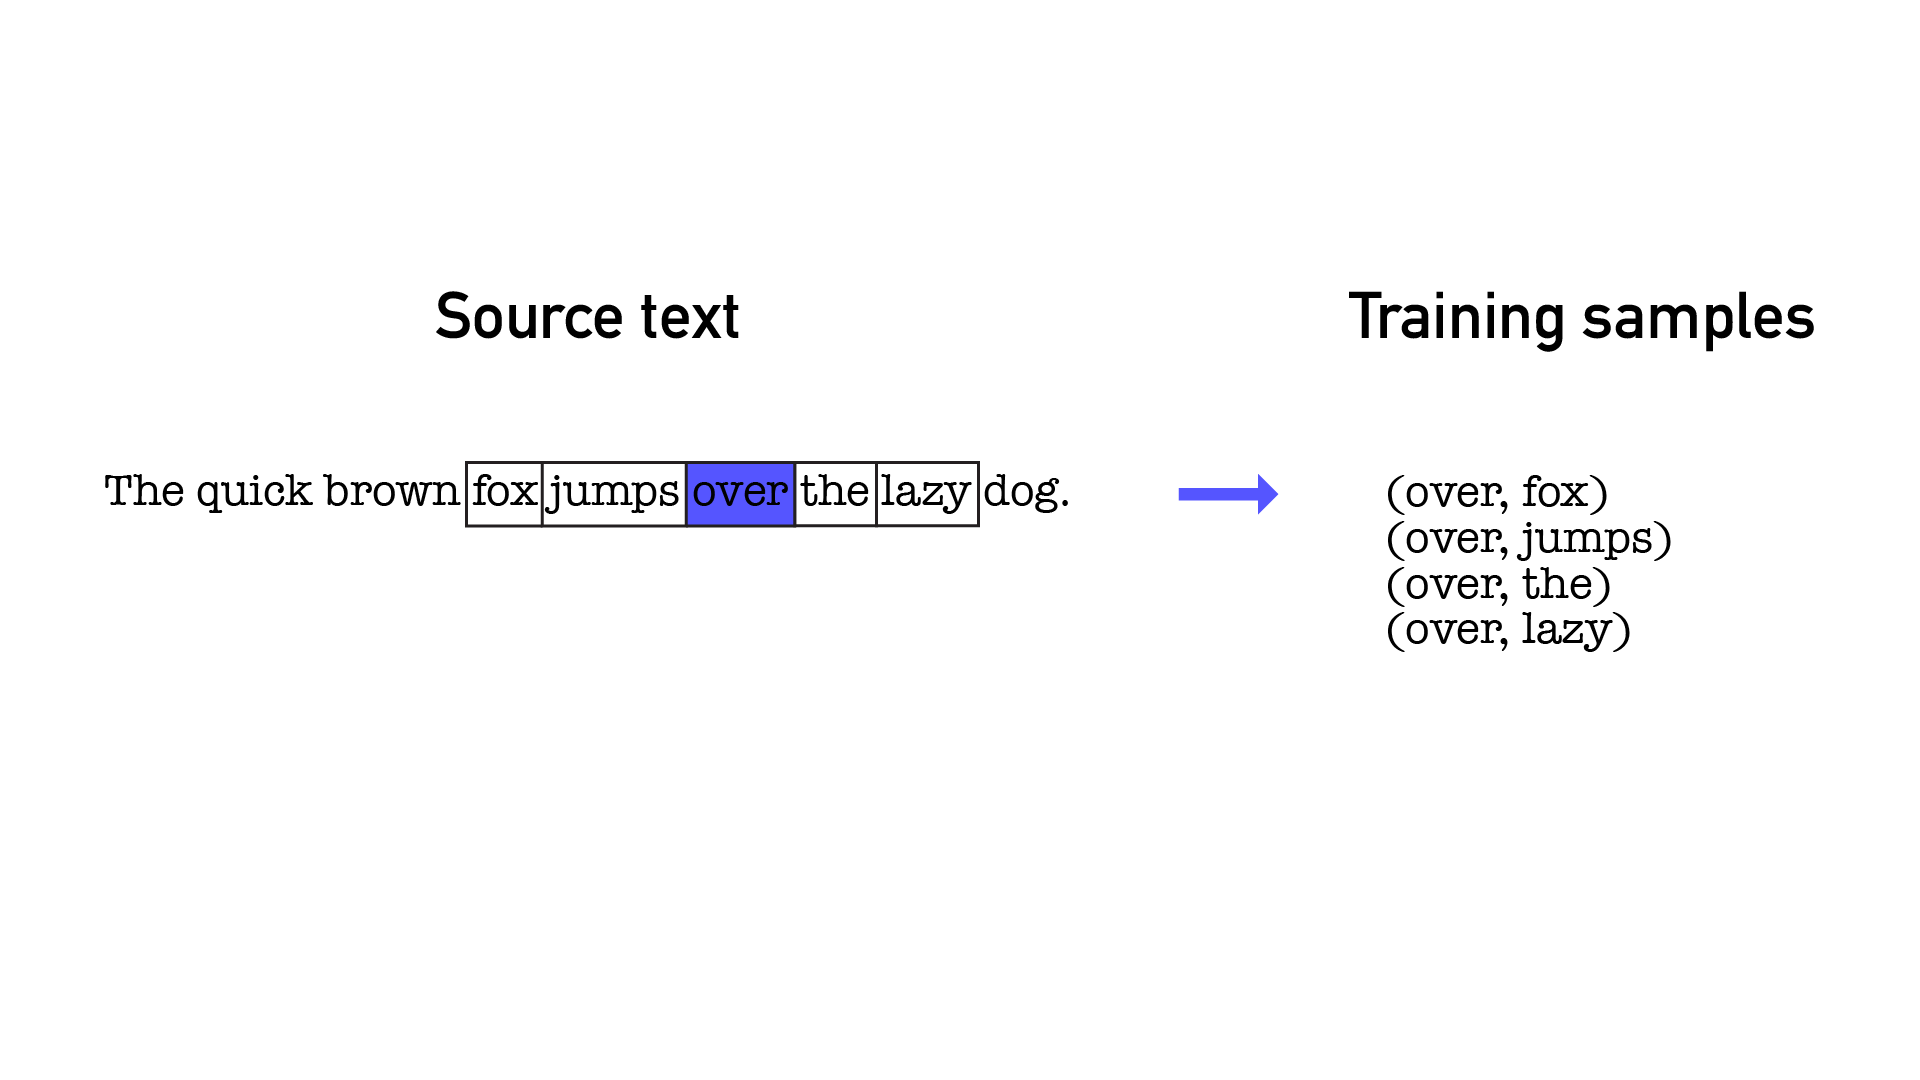 Source text
Training samples
The quick brown fox jumps over the lazy dog.
(over, fox)
(over, jumps)
(over, the)
(over, lazy)